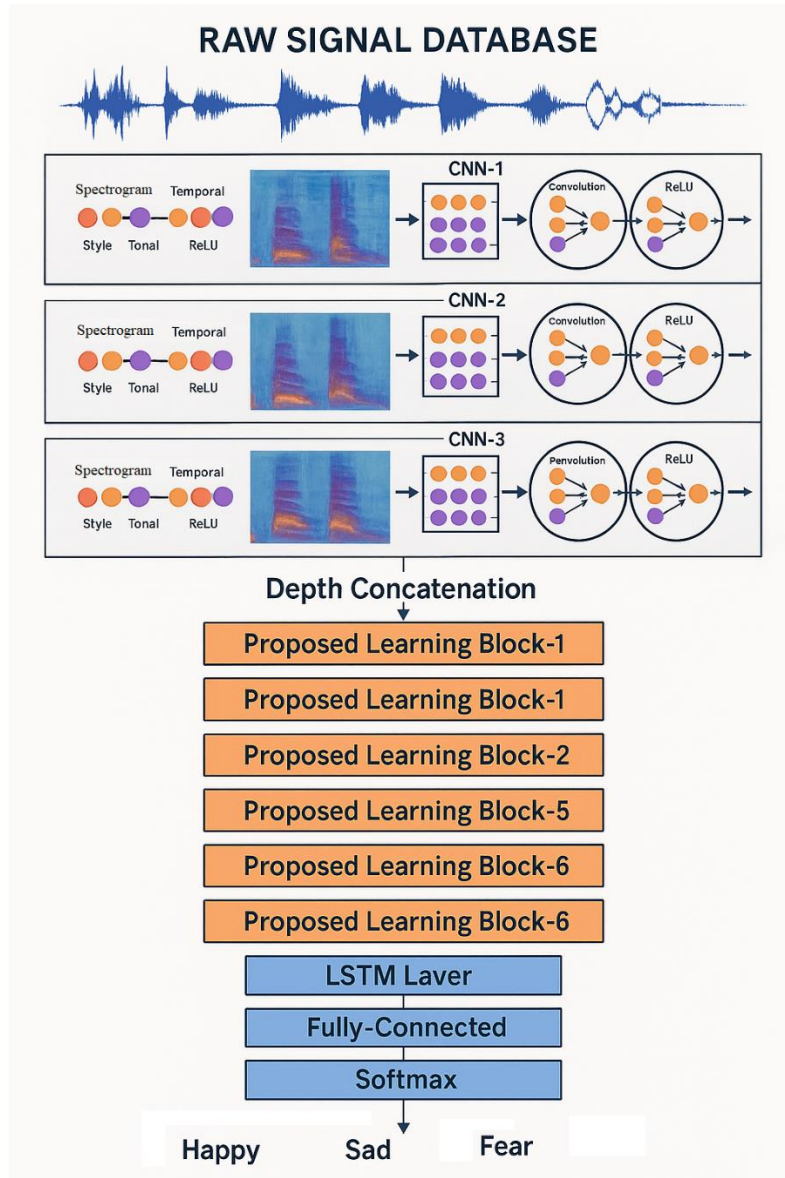 RAW SIGNAL DATABASE
CNN-1
Spectrogram Temporal
Style Tonal ReLU
Convolution ReLU
CNN-2
Spectrogram Temporal
Style Tonal ReLU
Convolution ReLU
CNN-3
Spectrogram Temporal
Style Tonal ReLU
Penvolution ReLU
Depth Concatenation
Proposed Learning Block-1
Proposed Learning Block-1
Proposed Learning Block-2
Proposed Learning Block-5
Proposed Learning Block-6
Proposed Learning Block-6
LSTM Laver
Fully-Connected
Softmax
Happy Sad Fear